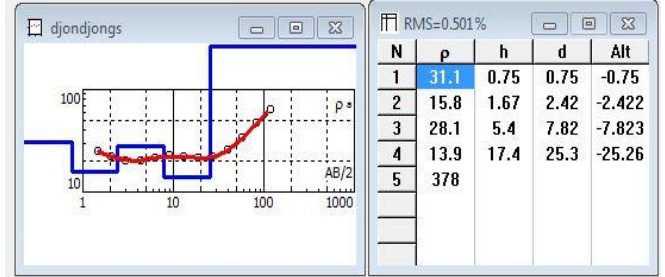 djondjongs
100
ρa
10
AB/2
1 10 100 1000
RMS=0.501%
N ρ h d Alt
1 31.1 0.75 0.75 -0.75
2 15.8 1.67 2.42 -2.422
3 28.1 5.4 7.82 -7.823
4 13.9 17.4 25.3 -25.26
5 378